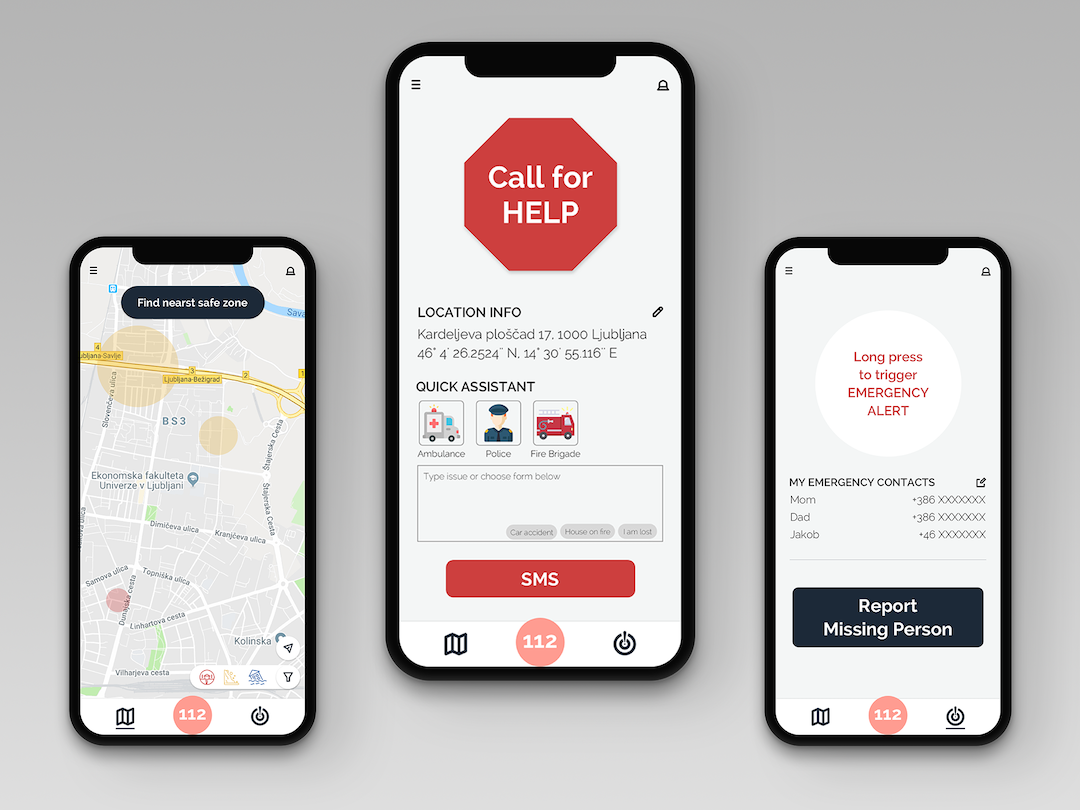 Find nearst safe zone
Sava
4
Ljubljana-Savlje
3
Ljubljana-Bežigrad
2
1
Slovenčeva ulica
BS3
Štajerska Cesta
Ekonomska fakulteta
Univerze v Ljubljani
Štajerska Cesta
Dimičeva ulica
Kranjčeva ulica
Samova ulica
Topniška ulica
Dunajska cesta
Linhartova cesta
Kolinska
Vilharjeva cesta
112
Call for
HELP
LOCATION INFO
Kardeljeva ploščad 17, 1000 Ljubljana
46° 4' 26.2524" N, 14° 30' 55.116" E
QUICK ASSISTANT
Ambulance Police Fire Brigade
Type issue or choose form below
Car accident House on fire I am lost
SMS
112
Long press
to trigger
EMERGENCY
ALERT
MY EMERGENCY CONTACTS
Mom +386 XXXXXXX
Dad +386 XXXXXXX
Jakob +46 XXXXXXX
Report
Missing Person
112